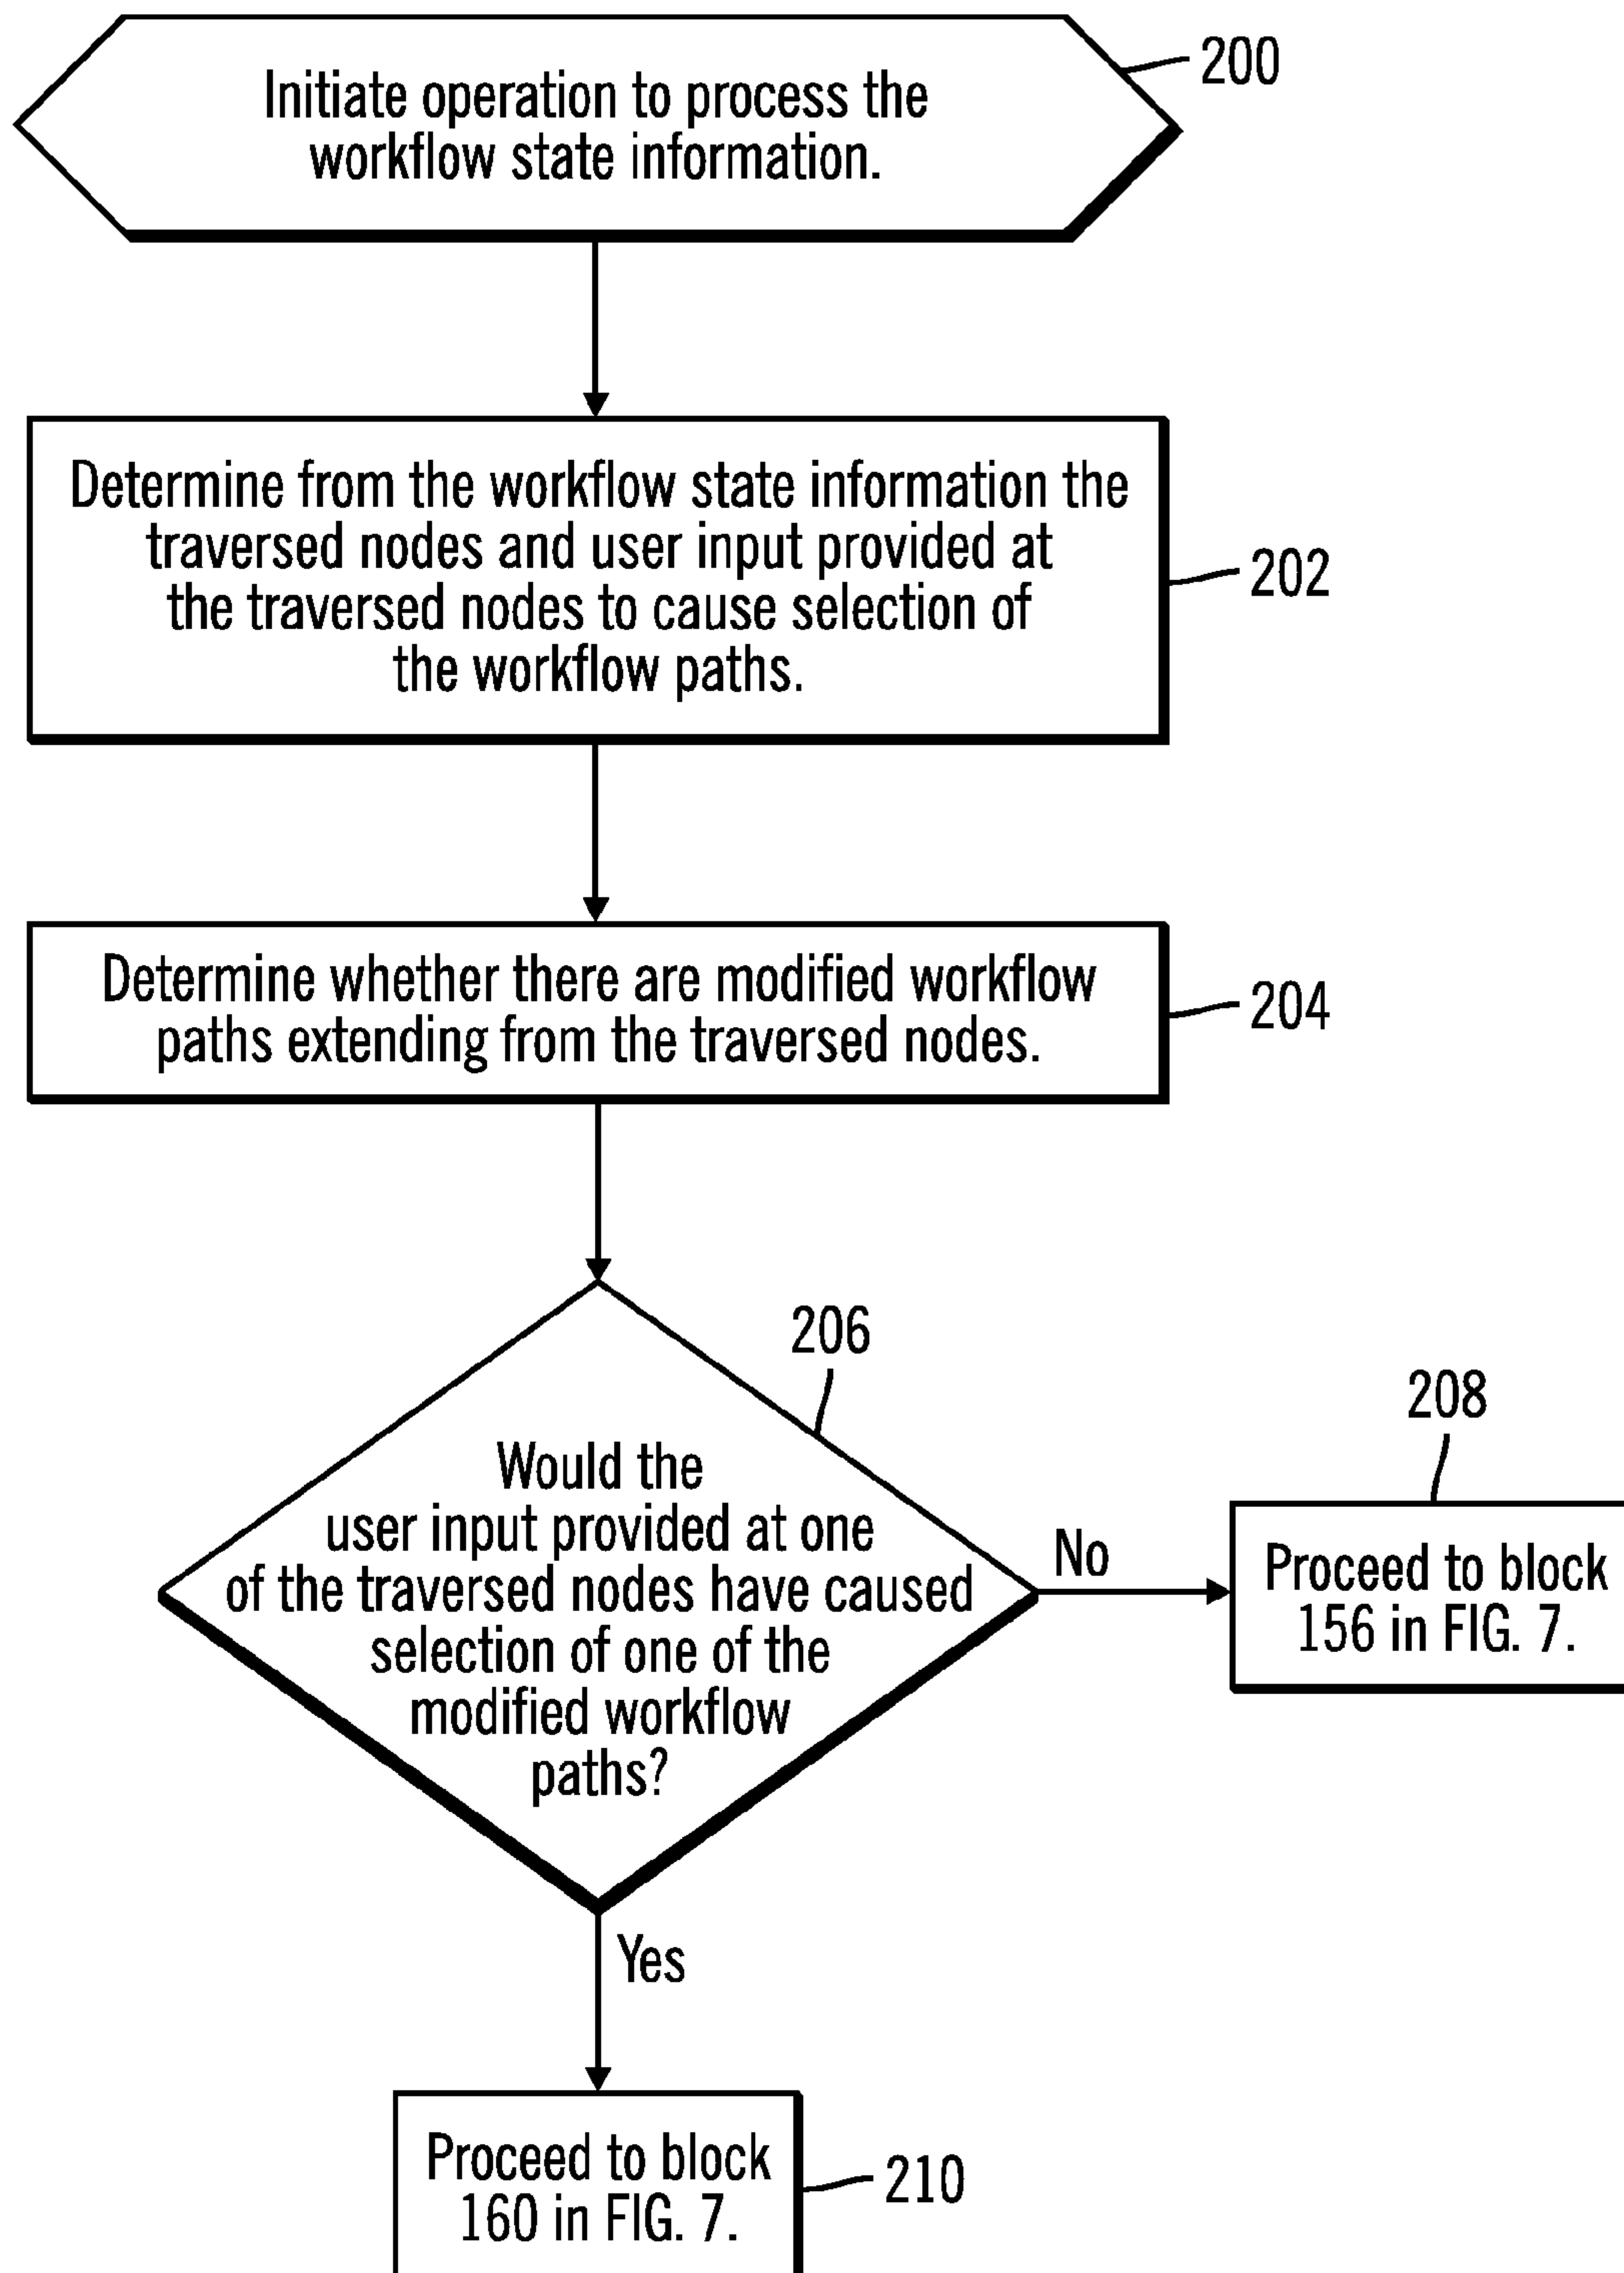 Initiate operation to process the
workflow state information.
200
Determine from the workflow state information the
traversed nodes and user input provided at
the traversed nodes to cause selection of
the workflow paths.
202
Determine whether there are modified workflow
paths extending from the traversed nodes.
204
206
Would the
user input provided at one
of the traversed nodes have caused
selection of one of the
modified workflow
paths?
No
208
Proceed to block
156 in FIG. 7.
Yes
Proceed to block
160 in FIG. 7.
210